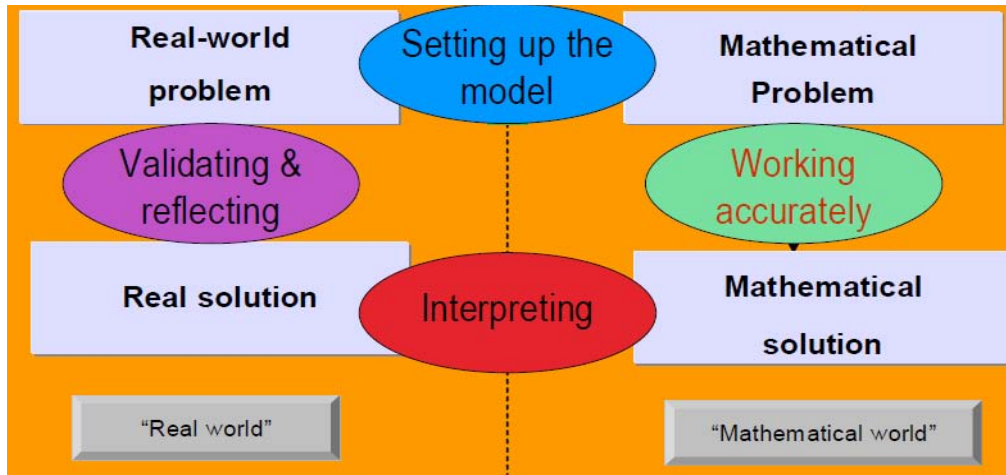 Real-world
problem
Setting up the
model
Mathematical
Problem
Validating &
reflecting
Working
accurately
Real solution
Interpreting
Mathematical
solution
“Real world”
“Mathematical world”